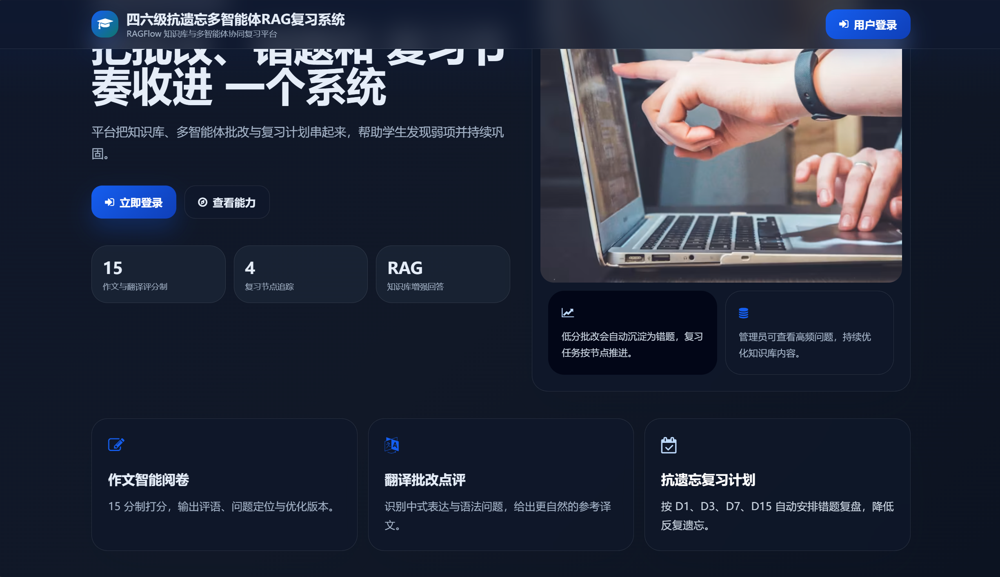 四六级抗遗忘多智能体RAG复习系统
RAGFlow 知识库与多智能体协同复习平台
用户登录
把批改、错题和 复习节
奏收进 一个系统
平台把知识库、多智能体批改与复习计划串起来，帮助学生发现弱项并持续巩
固。
立即登录
查看能力
15
作文与翻译评分制
4
复习节点追踪
RAG
知识库增强回答
低分批改会自动沉淀为错题，复习
任务按节点推进。
管理员可查看高频问题，持续优
化知识库内容。
作文智能阅卷
15 分制打分，输出评语、问题定位与优化版本。
翻译批改点评
识别中式表达与语法问题，给出更自然的参考译
文。
抗遗忘复习计划
按 D1、D3、D7、D15 自动安排错题复盘，降低
反复遗忘。